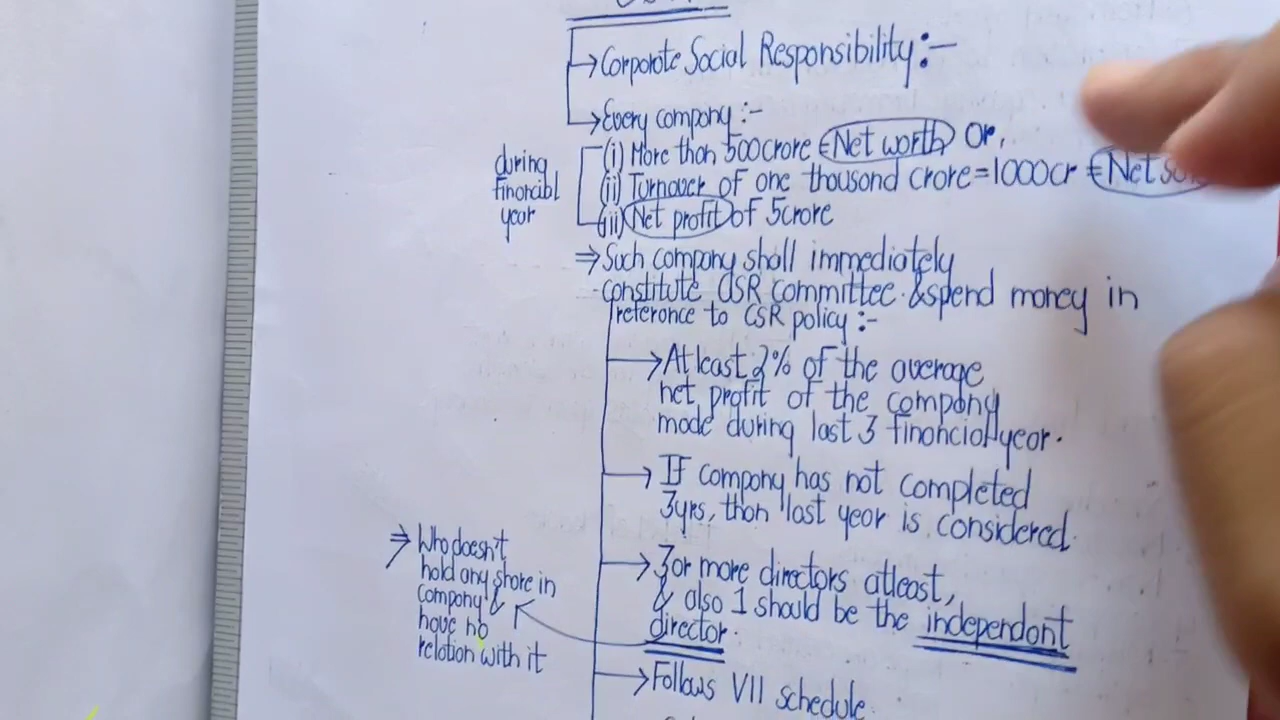 →Corporate Social Responsibility:-
→Every company:-
during
financial
year
(i) More than 500crore ∈Net worth Or,
(ii) Turnover of one thousand crore=1000cr ∈Net
(iii) Net profit of 5crore
⇒Such company shall immediately
constitute CSR committee &spend money in
referance to CSR policy:-
→Atleast 2% of the average
net profit of the company
made during last 3 financial year.
→If company has not completed
3yrs, than last year is considered.
→3or more directors atleast,
& also 1 should be the independant
director.
⇒ Who doesn't
hold any share in
company &
have no
relation with it
→Follows VII schedule.